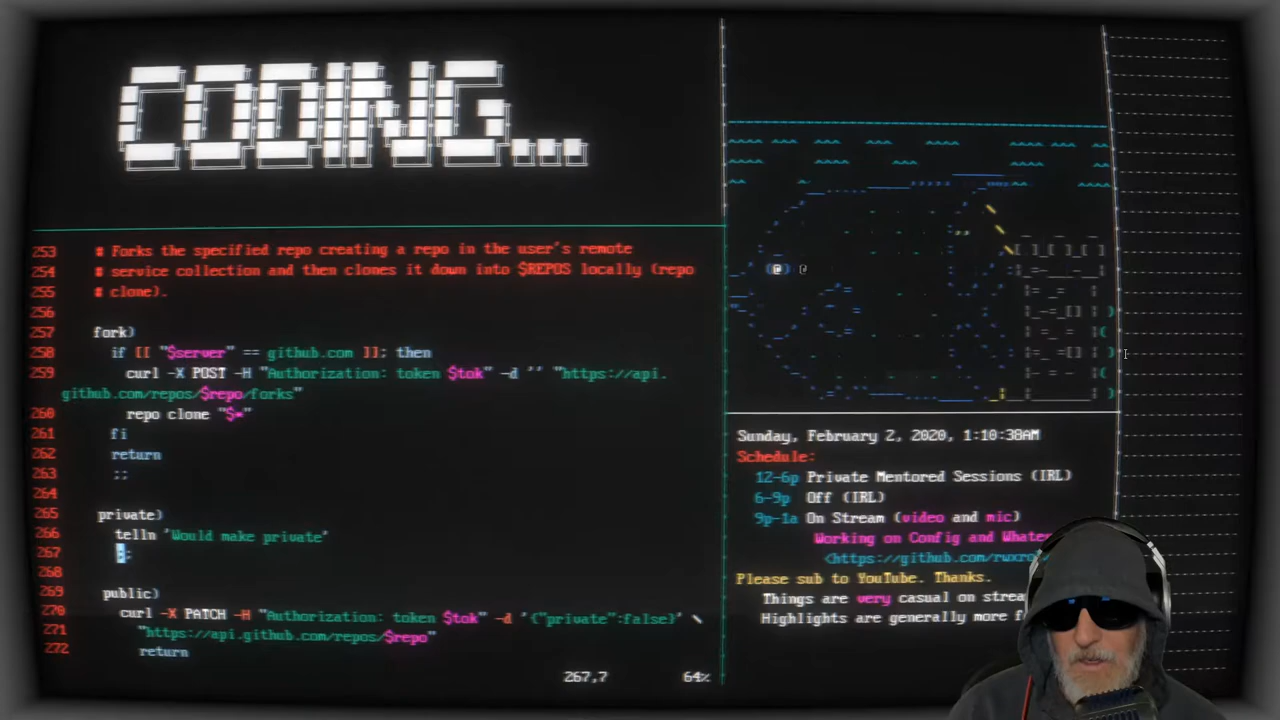 CODING...
253 # Forks the specified repo creating a repo in the user's remote
254 # service collection and then clones it down into $REPOS locally (repo
255 # clone).
256
257 fork)
258 if [[ "$server" == github.com ]]; then
259 curl -X POST -H "Authorization: token $tok" -d '' "https://api.
github.com/repos/$repo/forks"
260 repo clone "$*"
261 fi
262 return
263 ;;
264
265 private)
266 telln 'Would make private'
267 ;;
268
269 public)
270 curl -X PATCH -H "Authorization: token $tok" -d '{"private":false}' \
271 "https://api.github.com/repos/$repo"
272 return
267,7 64%
Sunday, February 2, 2020, 1:10:38AM
Schedule:
12-6p Private Mentored Sessions (IRL)
6-9p Off (IRL)
9p-1a On Stream (video and mic)
Working on Config and
<https://github.com/rwxro
Please sub to YouTube. Thanks.
Things are very casual on
Highlights are generally more